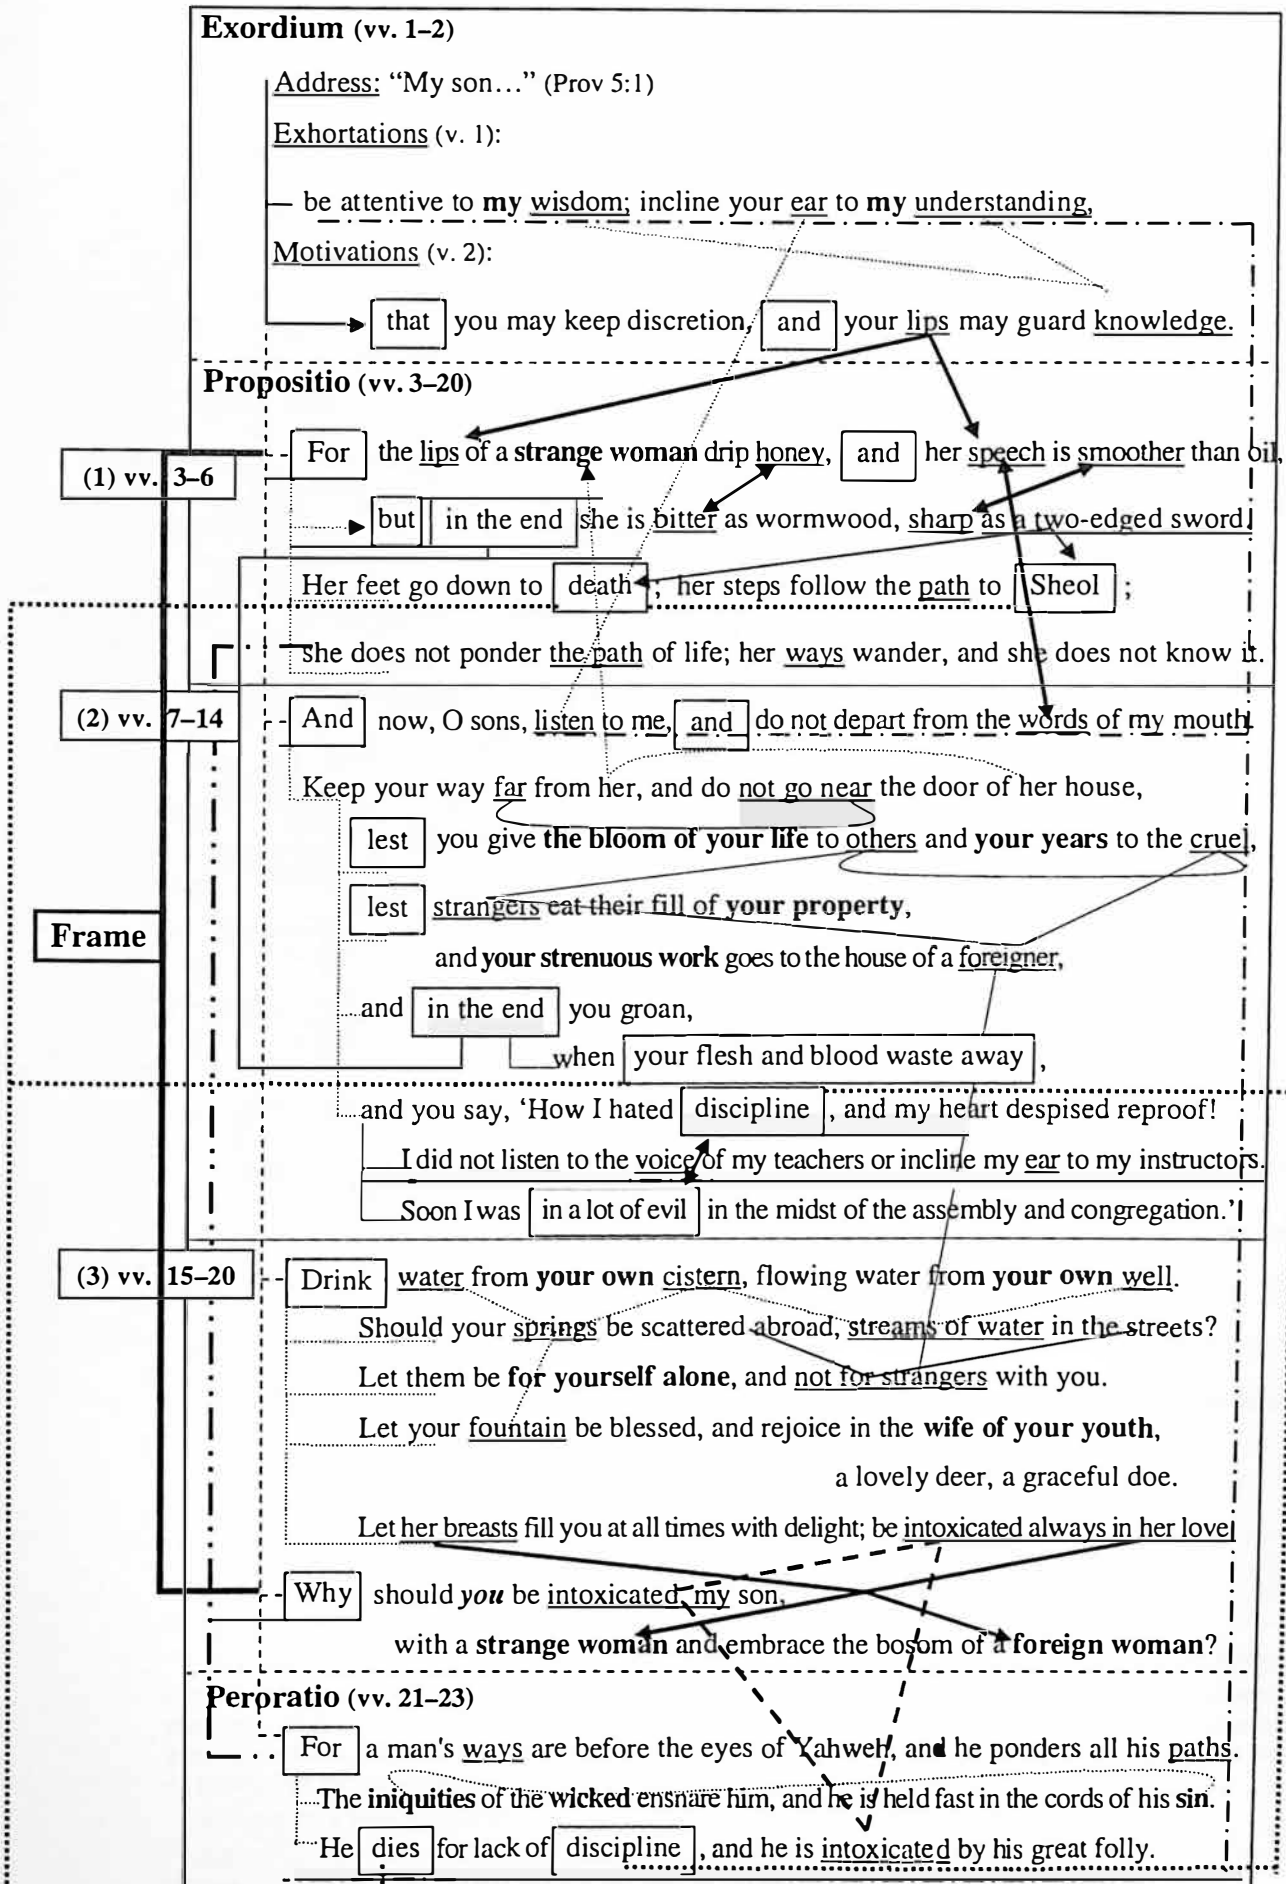 Exordium (vv. 1–2)
Address: “My son...” (Prov 5:1)
Exhortations (v. 1):
be attentive to my wisdom; incline your ear to my understanding,
Motivations (v. 2):
that you may keep discretion, and your lips may guard knowledge.
Propositio (vv. 3–20)
(1) vv. 3–6
For the lips of a strange woman drip honey, and her speech is smoother than oil,
but in the end she is bitter as wormwood, sharp as a two-edged sword.
Her feet go down to death; her steps follow the path to Sheol;
she does not ponder the path of life; her ways wander, and she does not know it.
(2) vv. 7–14
And now, O sons, listen to me, and do not depart from the words of my mouth.
Keep your way far from her, and do not go near the door of her house,
lest you give the bloom of your life to others and your years to the cruel,
lest strangers eat their fill of your property,
Frame
and your strenuous work goes to the house of a foreigner,
and in the end you groan,
when your flesh and blood waste away,
and you say, ‘How I hated discipline, and my heart despised reproof!
I did not listen to the voice of my teachers or incline my ear to my instructors.
Soon I was in a lot of evil in the midst of the assembly and congregation.’
(3) vv. 15–20
Drink water from your own cistern, flowing water from your own well.
Should your springs be scattered abroad, streams of water in the streets?
Let them be for yourself alone, and not for strangers with you.
Let your fountain be blessed, and rejoice in the wife of your youth,
a lovely deer, a graceful doe.
Let her breasts fill you at all times with delight; be intoxicated always in her love.
Why should you be intoxicated, my son,
with a strange woman and embrace the bosom of a foreign woman?
Peroratio (vv. 21–23)
For a man's ways are before the eyes of Yahweh, and he ponders all his paths.
The iniquities of the wicked ensnare him, and he is held fast in the cords of his sin.
He dies for lack of discipline, and he is intoxicated by his great folly.